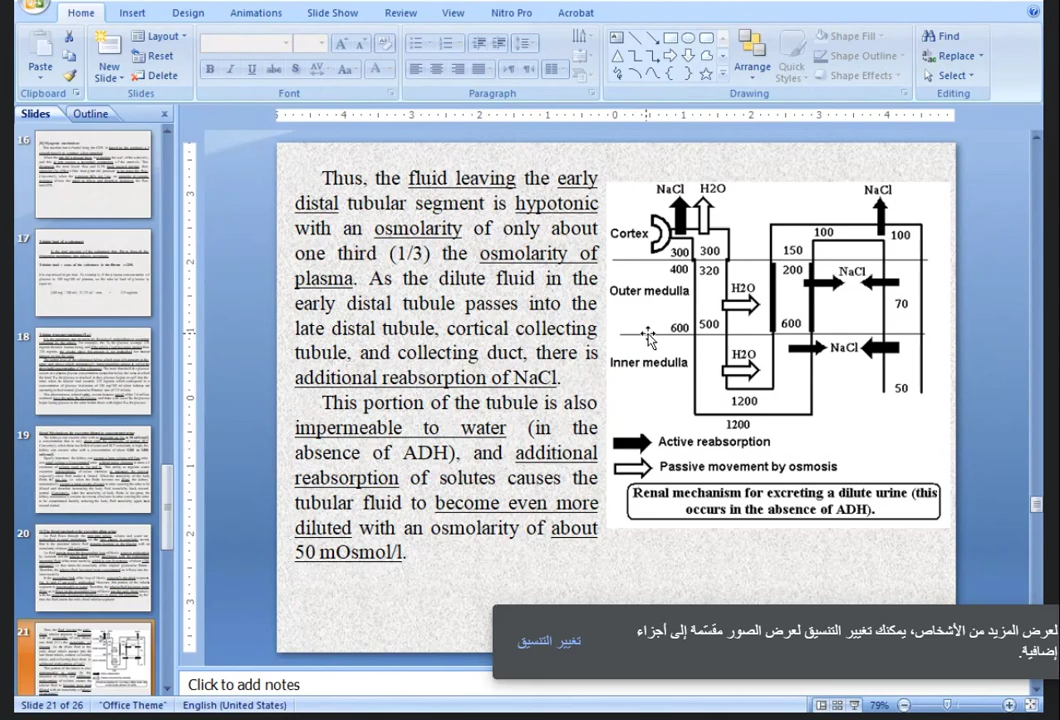 Home Insert Design Animations Slide Show Review View Nitro Pro Acrobat
Paste
New
Slide
Layout
Reset
Delete
B I U abc S AV Aa A
Arrange
Quick
Styles
Shape Fill
Shape Outline
Shape Effects
Find
Replace
Select
Clipboard Slides Font Paragraph Drawing Editing
Slides Outline
16
17
18
19
20
21
Thus, the fluid leaving the early
distal tubular segment is hypotonic
with an osmolarity of only about
one third (1/3) the osmolarity of
plasma. As the dilute fluid in the
early distal tubule passes into the
late distal tubule, cortical collecting
tubule, and collecting duct, there is
additional reabsorption of NaCl.
This portion of the tubule is also
impermeable to water (in the
absence of ADH), and additional
reabsorption of solutes causes the
tubular fluid to become even more
diluted with an osmolarity of about
50 mOsmol/l.
NaCl H2O NaCl
Cortex
100 100
300 300 150
400 320 200 NaCl
Outer medulla H2O
70
600 500 600
H2O NaCl
Inner medulla
50
1200
1200
Active reabsorption
Passive movement by osmosis
Renal mechanism for excreting a dilute urine (this
occurs in the absence of ADH).
لعرض المزيد من الأشخاص، يمكنك تغيير التنسيق لعرض الصور مقسّمة إلى أجزاء
إضافية.
تغيير التنسيق
Click to add notes
Slide 21 of 26 "Office Theme" English (United States) 79%